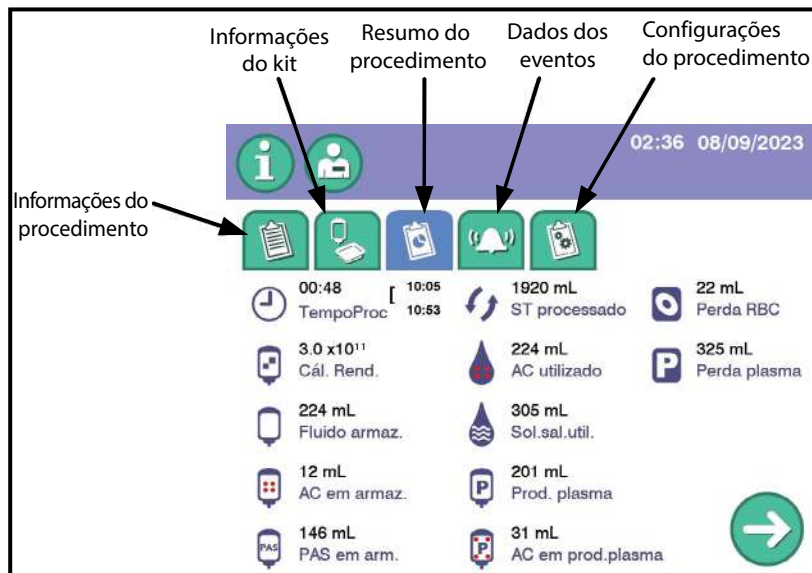 Informações
do kit
Resumo do
procedimento
Dados dos
eventos
Configurações
do procedimento
Informações do
procedimento
02:36 08/09/2023
i
00:48
TempoProc
[ 10:05
10:53
1920 mL
ST processado
22 mL
Perda RBC
3.0 x10¹¹
Cál. Rend.
224 mL
AC utilizado
P
325 mL
Perda plasma
224 mL
Fluido armaz.
305 mL
Sol.sal.util.
12 mL
AC em armaz.
P
201 mL
Prod. plasma
PAS
146 mL
PAS em arm.
P
31 mL
AC em prod.plasma